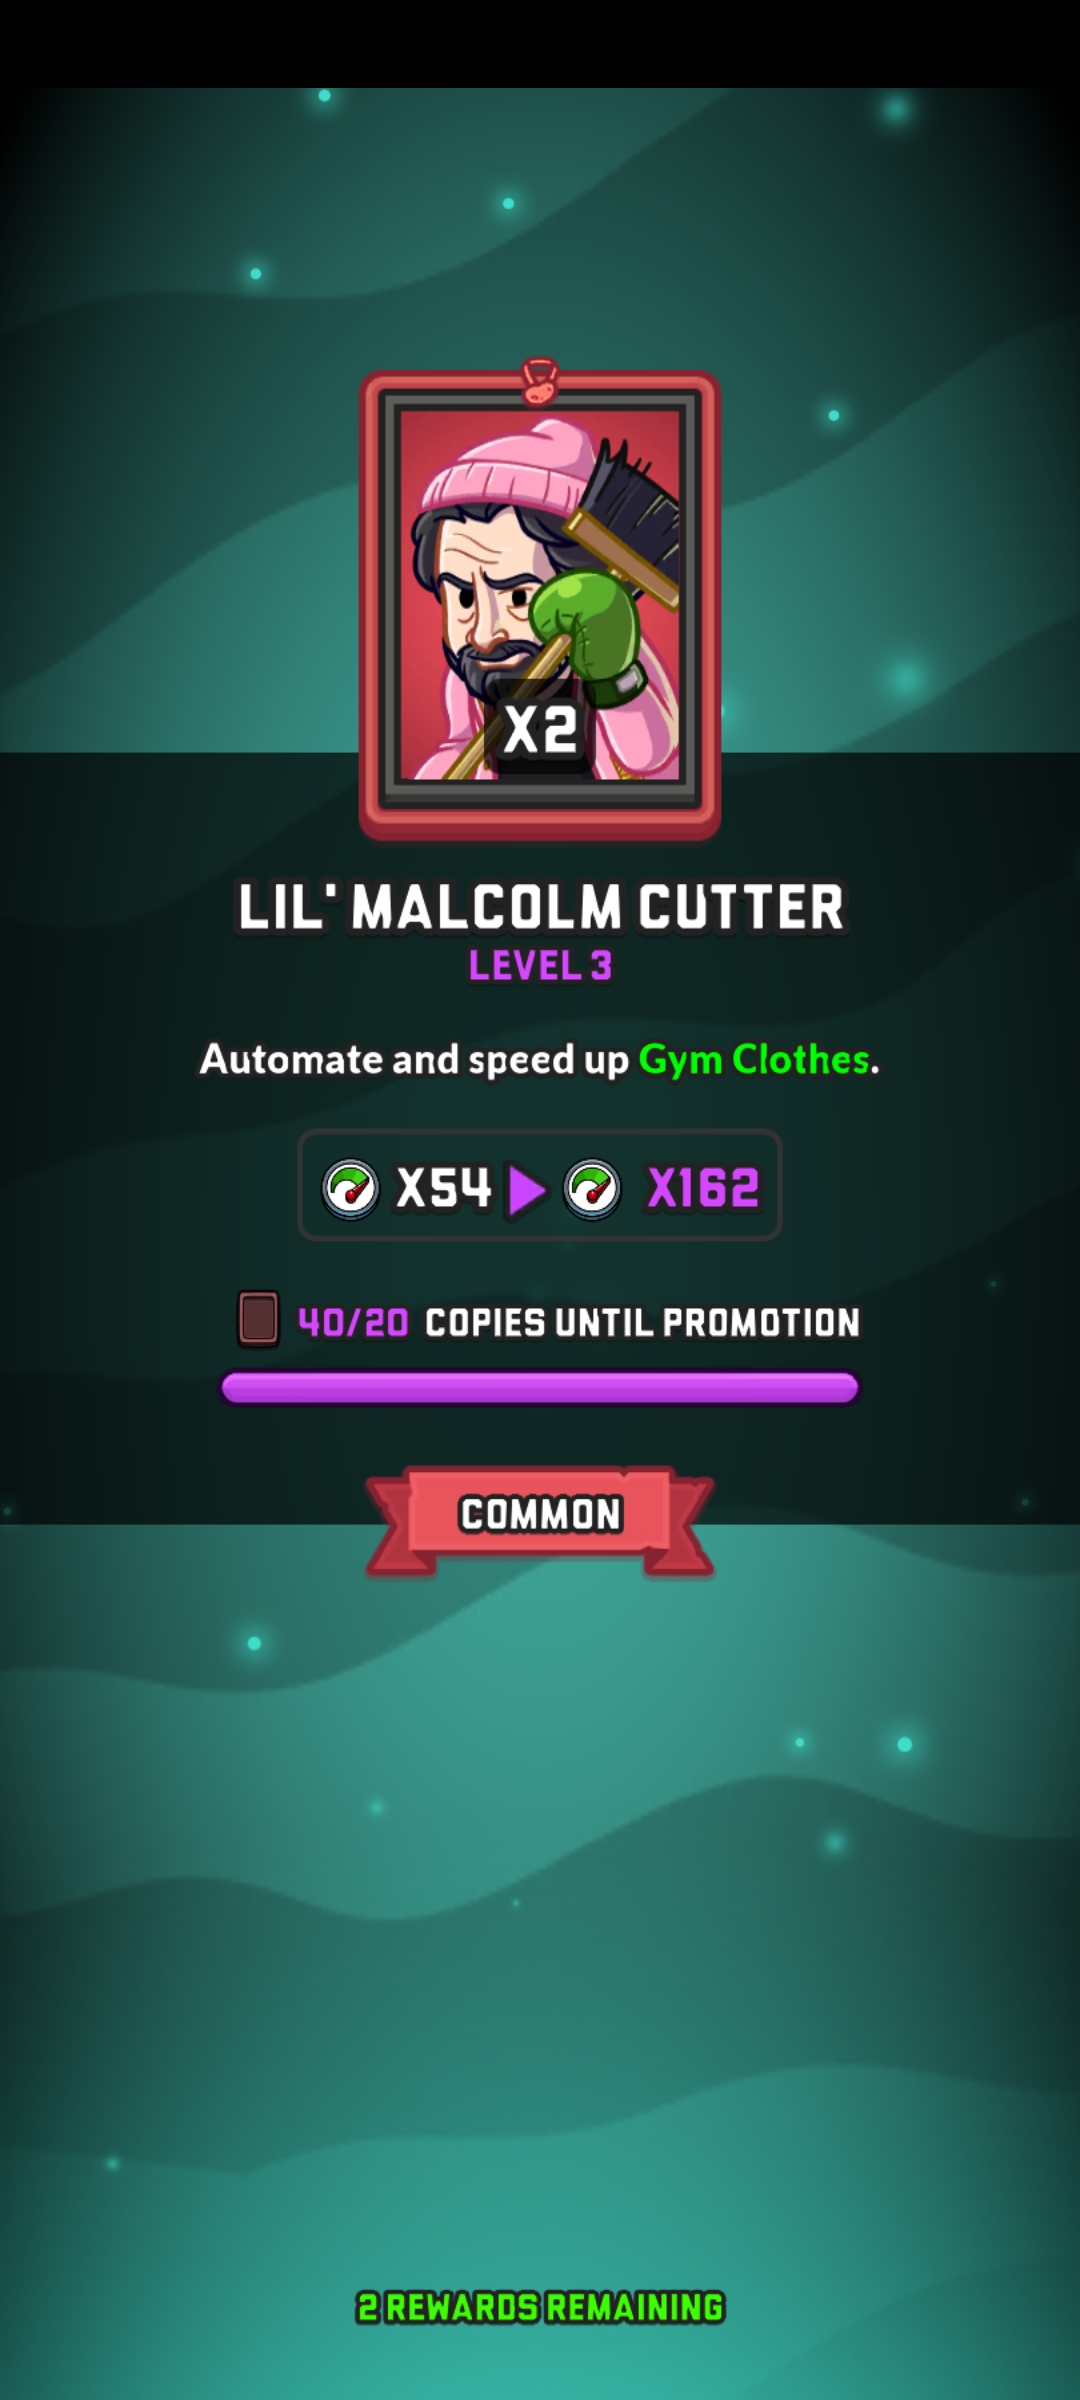 X2
LIL' MALCOLM CUTTER
LEVEL 3
Automate and speed up Gym Clothes.
X54 X162
40/20 COPIES UNTIL PROMOTION
COMMON
2 REWARDS REMAINING